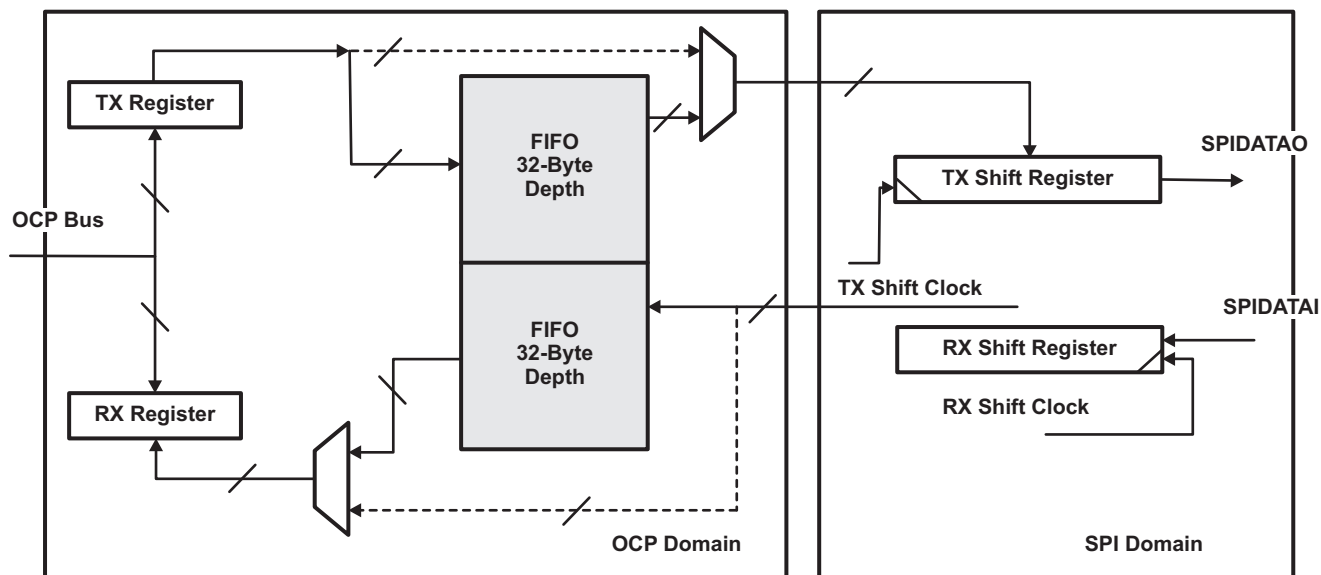 TX Register
FIFO
32-Byte
Depth
SPIDATAO
TX Shift Register
OCP Bus
TX Shift Clock
SPIDATAI
FIFO
32-Byte
Depth
RX Shift Register
RX Register
RX Shift Clock
OCP Domain
SPI Domain